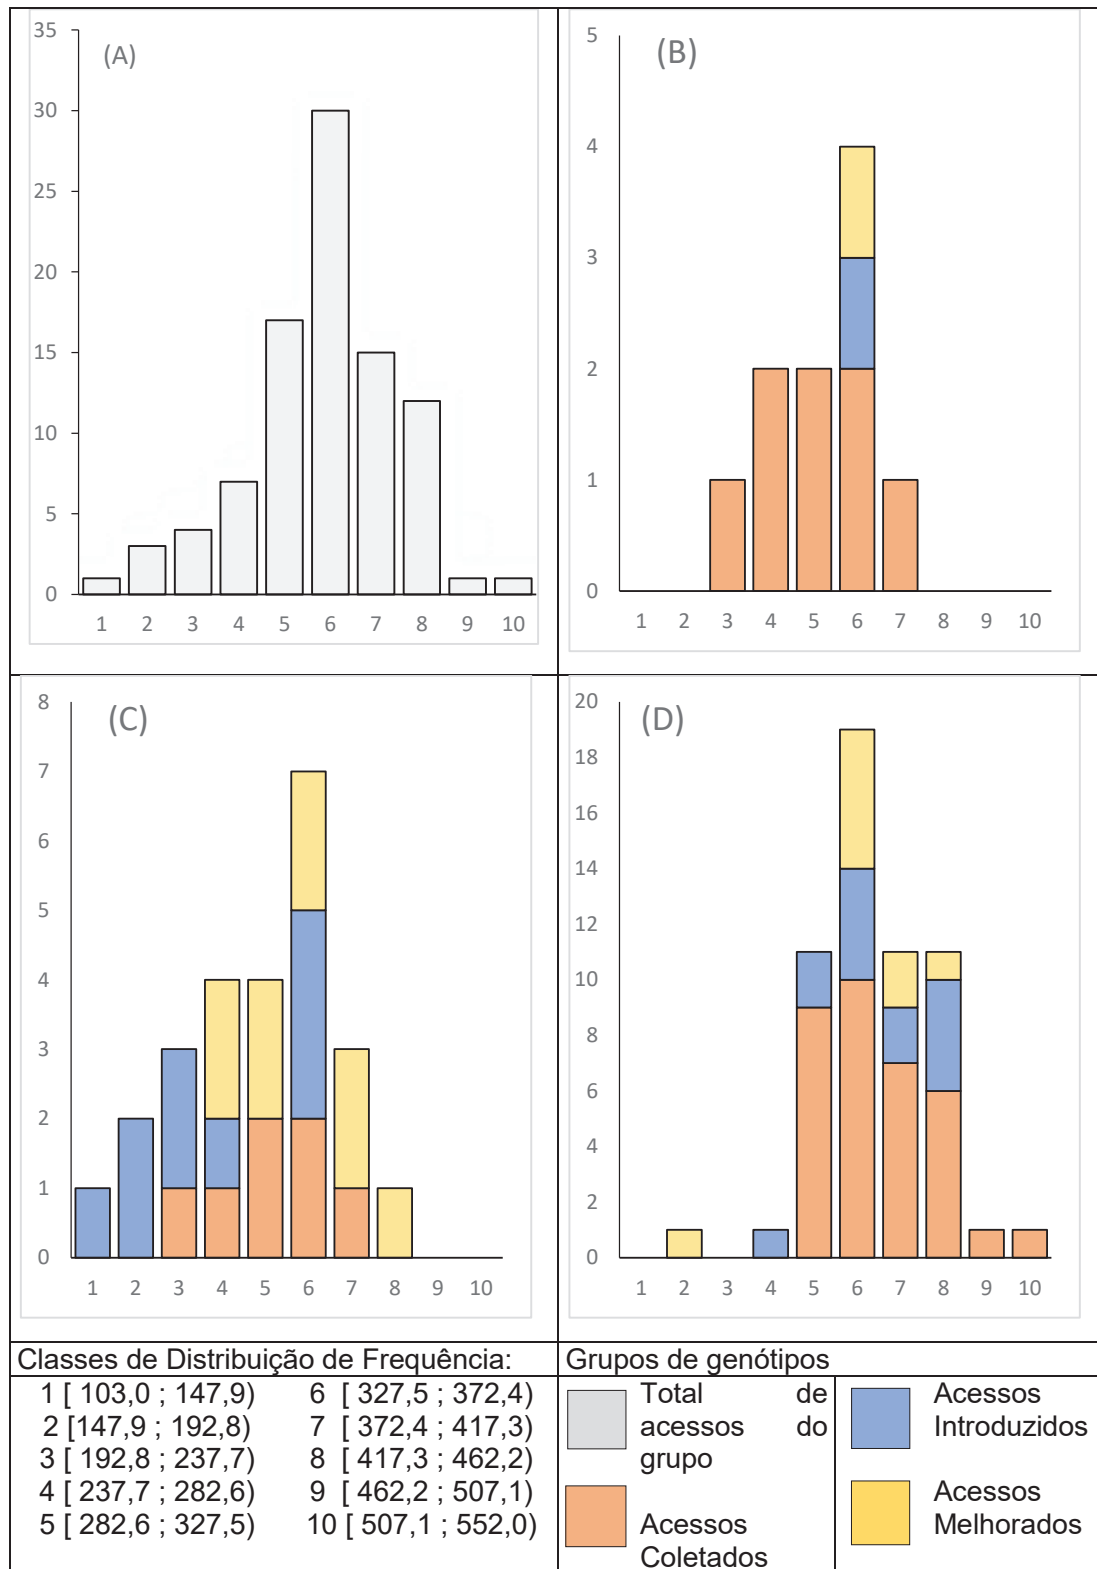 (A)
35
30
25
20
15
10
5
0
1 2 3 4 5 6 7 8 9 10
(B)
5
4
3
2
1
0
1 2 3 4 5 6 7 8 9 10
(C)
8
7
6
5
4
3
2
1
0
1 2 3 4 5 6 7 8 9 10
(D)
20
18
16
14
12
10
8
6
4
2
0
1 2 3 4 5 6 7 8 9 10
Classes de Distribuição de Frequência:
1 [ 103,0 ; 147,9)
2 [147,9 ; 192,8)
3 [ 192,8 ; 237,7)
4 [ 237,7 ; 282,6)
5 [ 282,6 ; 327,5)
6 [ 327,5 ; 372,4)
7 [ 372,4 ; 417,3)
8 [ 417,3 ; 462,2)
9 [ 462,2 ; 507,1)
10 [ 507,1 ; 552,0)
Grupos de genótipos
Total de
acessos do
grupo
Acessos
Coletados
Acessos
Introduzidos
Acessos
Melhorados